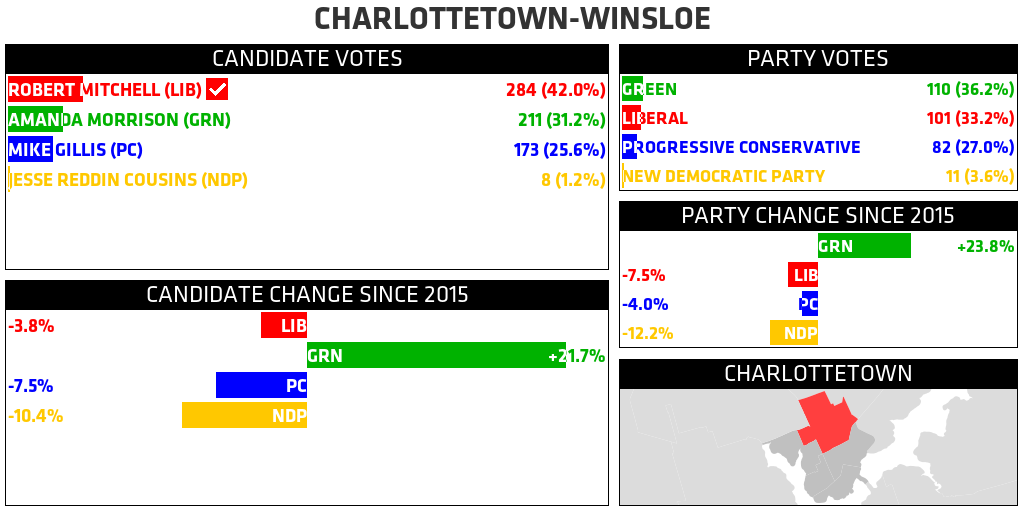 CHARLOTTETOWN-WINSLOE
CANDIDATE VOTES
ROBERT MITCHELL (LIB) 284 (42.0%)
AMANDA MORRISON (GRN) 211 (31.2%)
MIKE GILLIS (PC) 173 (25.6%)
JESSE REDDIN COUSINS (NDP) 8 (1.2%)
CANDIDATE CHANGE SINCE 2015
-3.8% LIB
GRN +21.7%
-7.5% PC
-10.4% NDP
PARTY VOTES
GREEN 110 (36.2%)
LIBERAL 101 (33.2%)
PROGRESSIVE CONSERVATIVE 82 (27.0%)
NEW DEMOCRATIC PARTY 11 (3.6%)
PARTY CHANGE SINCE 2015
GRN +23.8%
-7.5% LIB
-4.0% PC
-12.2% NDP
CHARLOTTETOWN